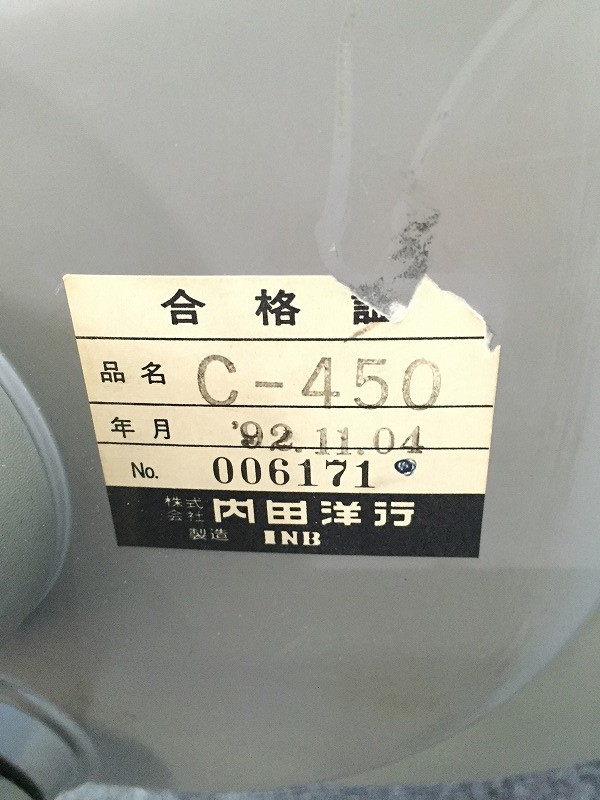 合格証
品名 C-450
年月 '92.11.04
No. 006171
株式会社 内田洋行
製造 INB